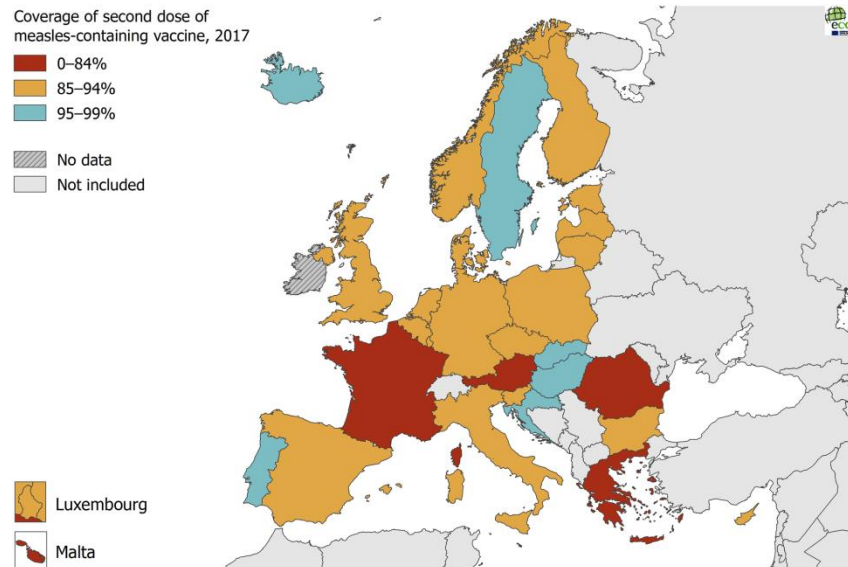 Coverage of second dose of
measles-containing vaccine, 2017
0–84%
85–94%
95–99%
No data
Not included
Luxembourg
Malta